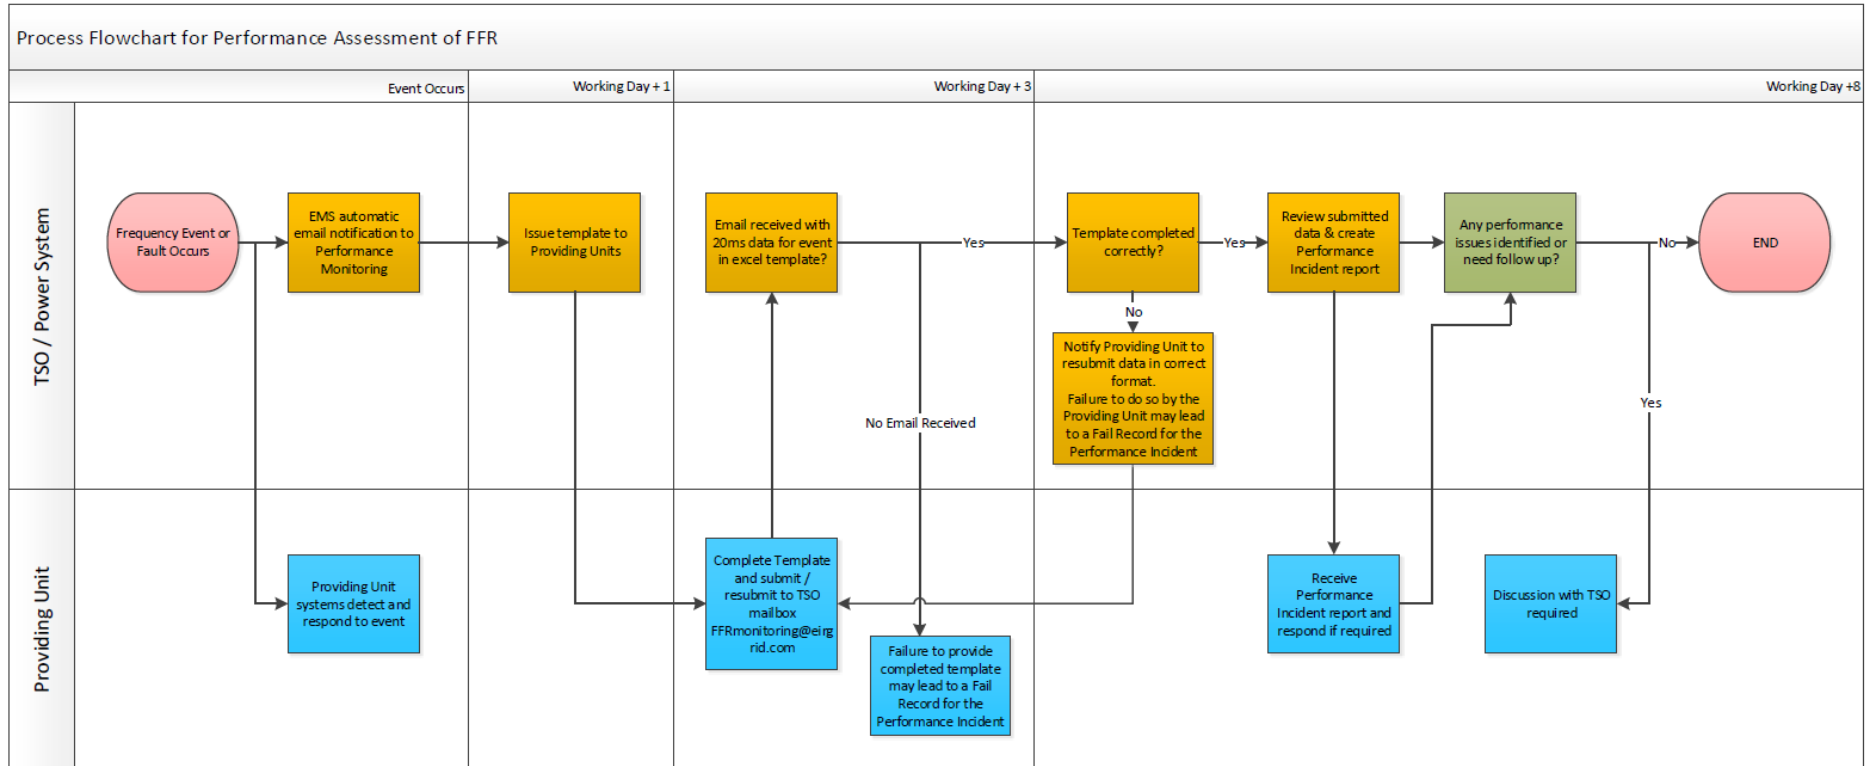 Process Flowchart for Performance Assessment of FFR
Event Occurs
Working Day + 1
Working Day + 3
Working Day +8
TSO / Power System
Frequency Event or
Fault Occurs
EMS automatic
email notification to
Performance
Monitoring
Issue template to
Providing Units
Email received with
20ms data for event
in excel template?
Yes
Template completed
correctly?
Yes
Review submitted
data & create
Performance
Incident report
Any performance
issues identified or
need follow up?
No
END
No
Notify Providing Unit to
resubmit data in correct
format.
Failure to do so by the
Providing Unit may lead
to a Fail Record for the
Performance Incident
No Email Received
Yes
Providing Unit
Providing Unit
systems detect and
respond to event
Complete Template
and submit /
resubmit to TSO
mailbox
FFRmonitoring@eirg
rid.com
Failure to provide
completed template
may lead to a Fail
Record for the
Performance Incident
Receive
Performance
Incident report and
respond if required
Discussion with TSO
required